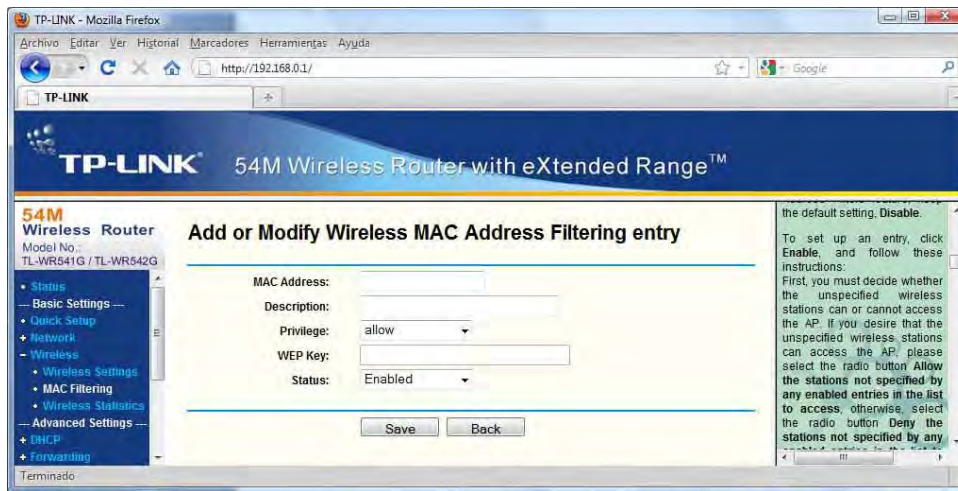 TP-LINK - Mozilla Firefox
Archivo Editar Ver Historial Marcadores Herramientas Ayuda
http://192.168.0.1/
Google
TP-LINK
TP-LINK® 54M Wireless Router with eXtended Range™
54M
Wireless Router
Model No.:
TL-WR541G / TL-WR542G
• Status
--- Basic Settings ---
• Quick Setup
+ Network
- Wireless
• Wireless Settings
• MAC Filtering
• Wireless Statistics
--- Advanced Settings ---
+ DHCP
+ Forwarding
Add or Modify Wireless MAC Address Filtering entry
MAC Address:
Description:
Privilege: allow
WEP Key:
Status: Enabled
Save Back
the default setting, Disable.
To set up an entry, click
Enable, and follow these
instructions:
First, you must decide whether
the unspecified wireless
stations can or cannot access
the AP. If you desire that the
unspecified wireless stations
can access the AP, please
select the radio button Allow
the stations not specified by
any enabled entries in the list
to access, otherwise, select
the radio button Deny the
stations not specified by any
Terminado